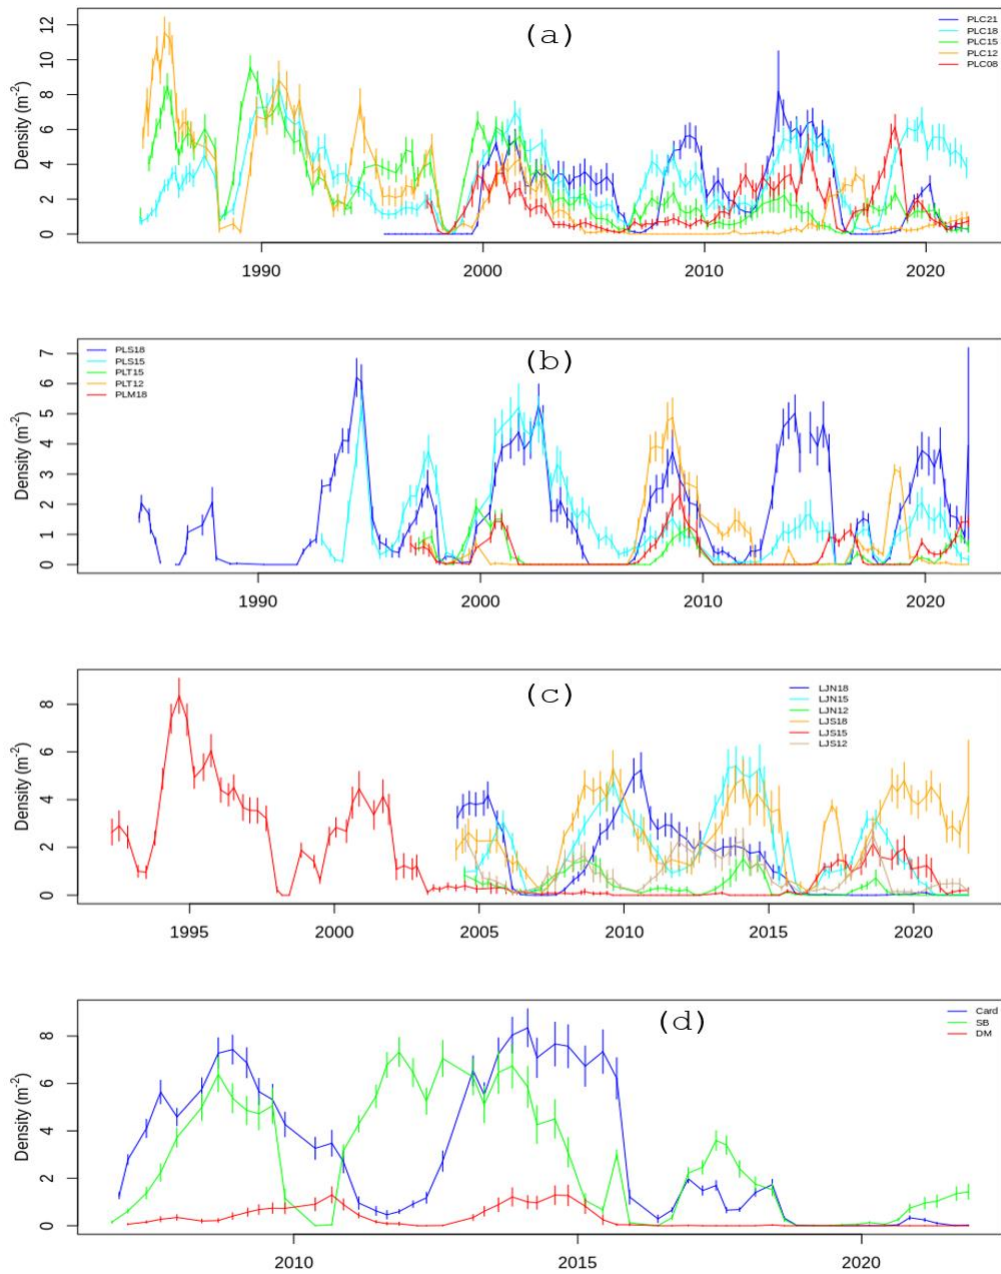 (a)
PLC21
PLC18
PLC15
PLC12
PLC08
Density (m⁻²)
0 2 4 6 8 10 12
1990 2000 2010 2020
(b)
PLS18
PLS15
PLT15
PLT12
PLM18
Density (m⁻²)
0 1 2 3 4 5 6 7
1990 2000 2010 2020
(c)
LJN18
LJN15
LJN12
LJS18
LJS15
LJS12
Density (m⁻²)
0 2 4 6 8
1995 2000 2005 2010 2015 2020
(d)
Card
SB
DM
Density (m⁻²)
0 2 4 6 8
2010 2015 2020